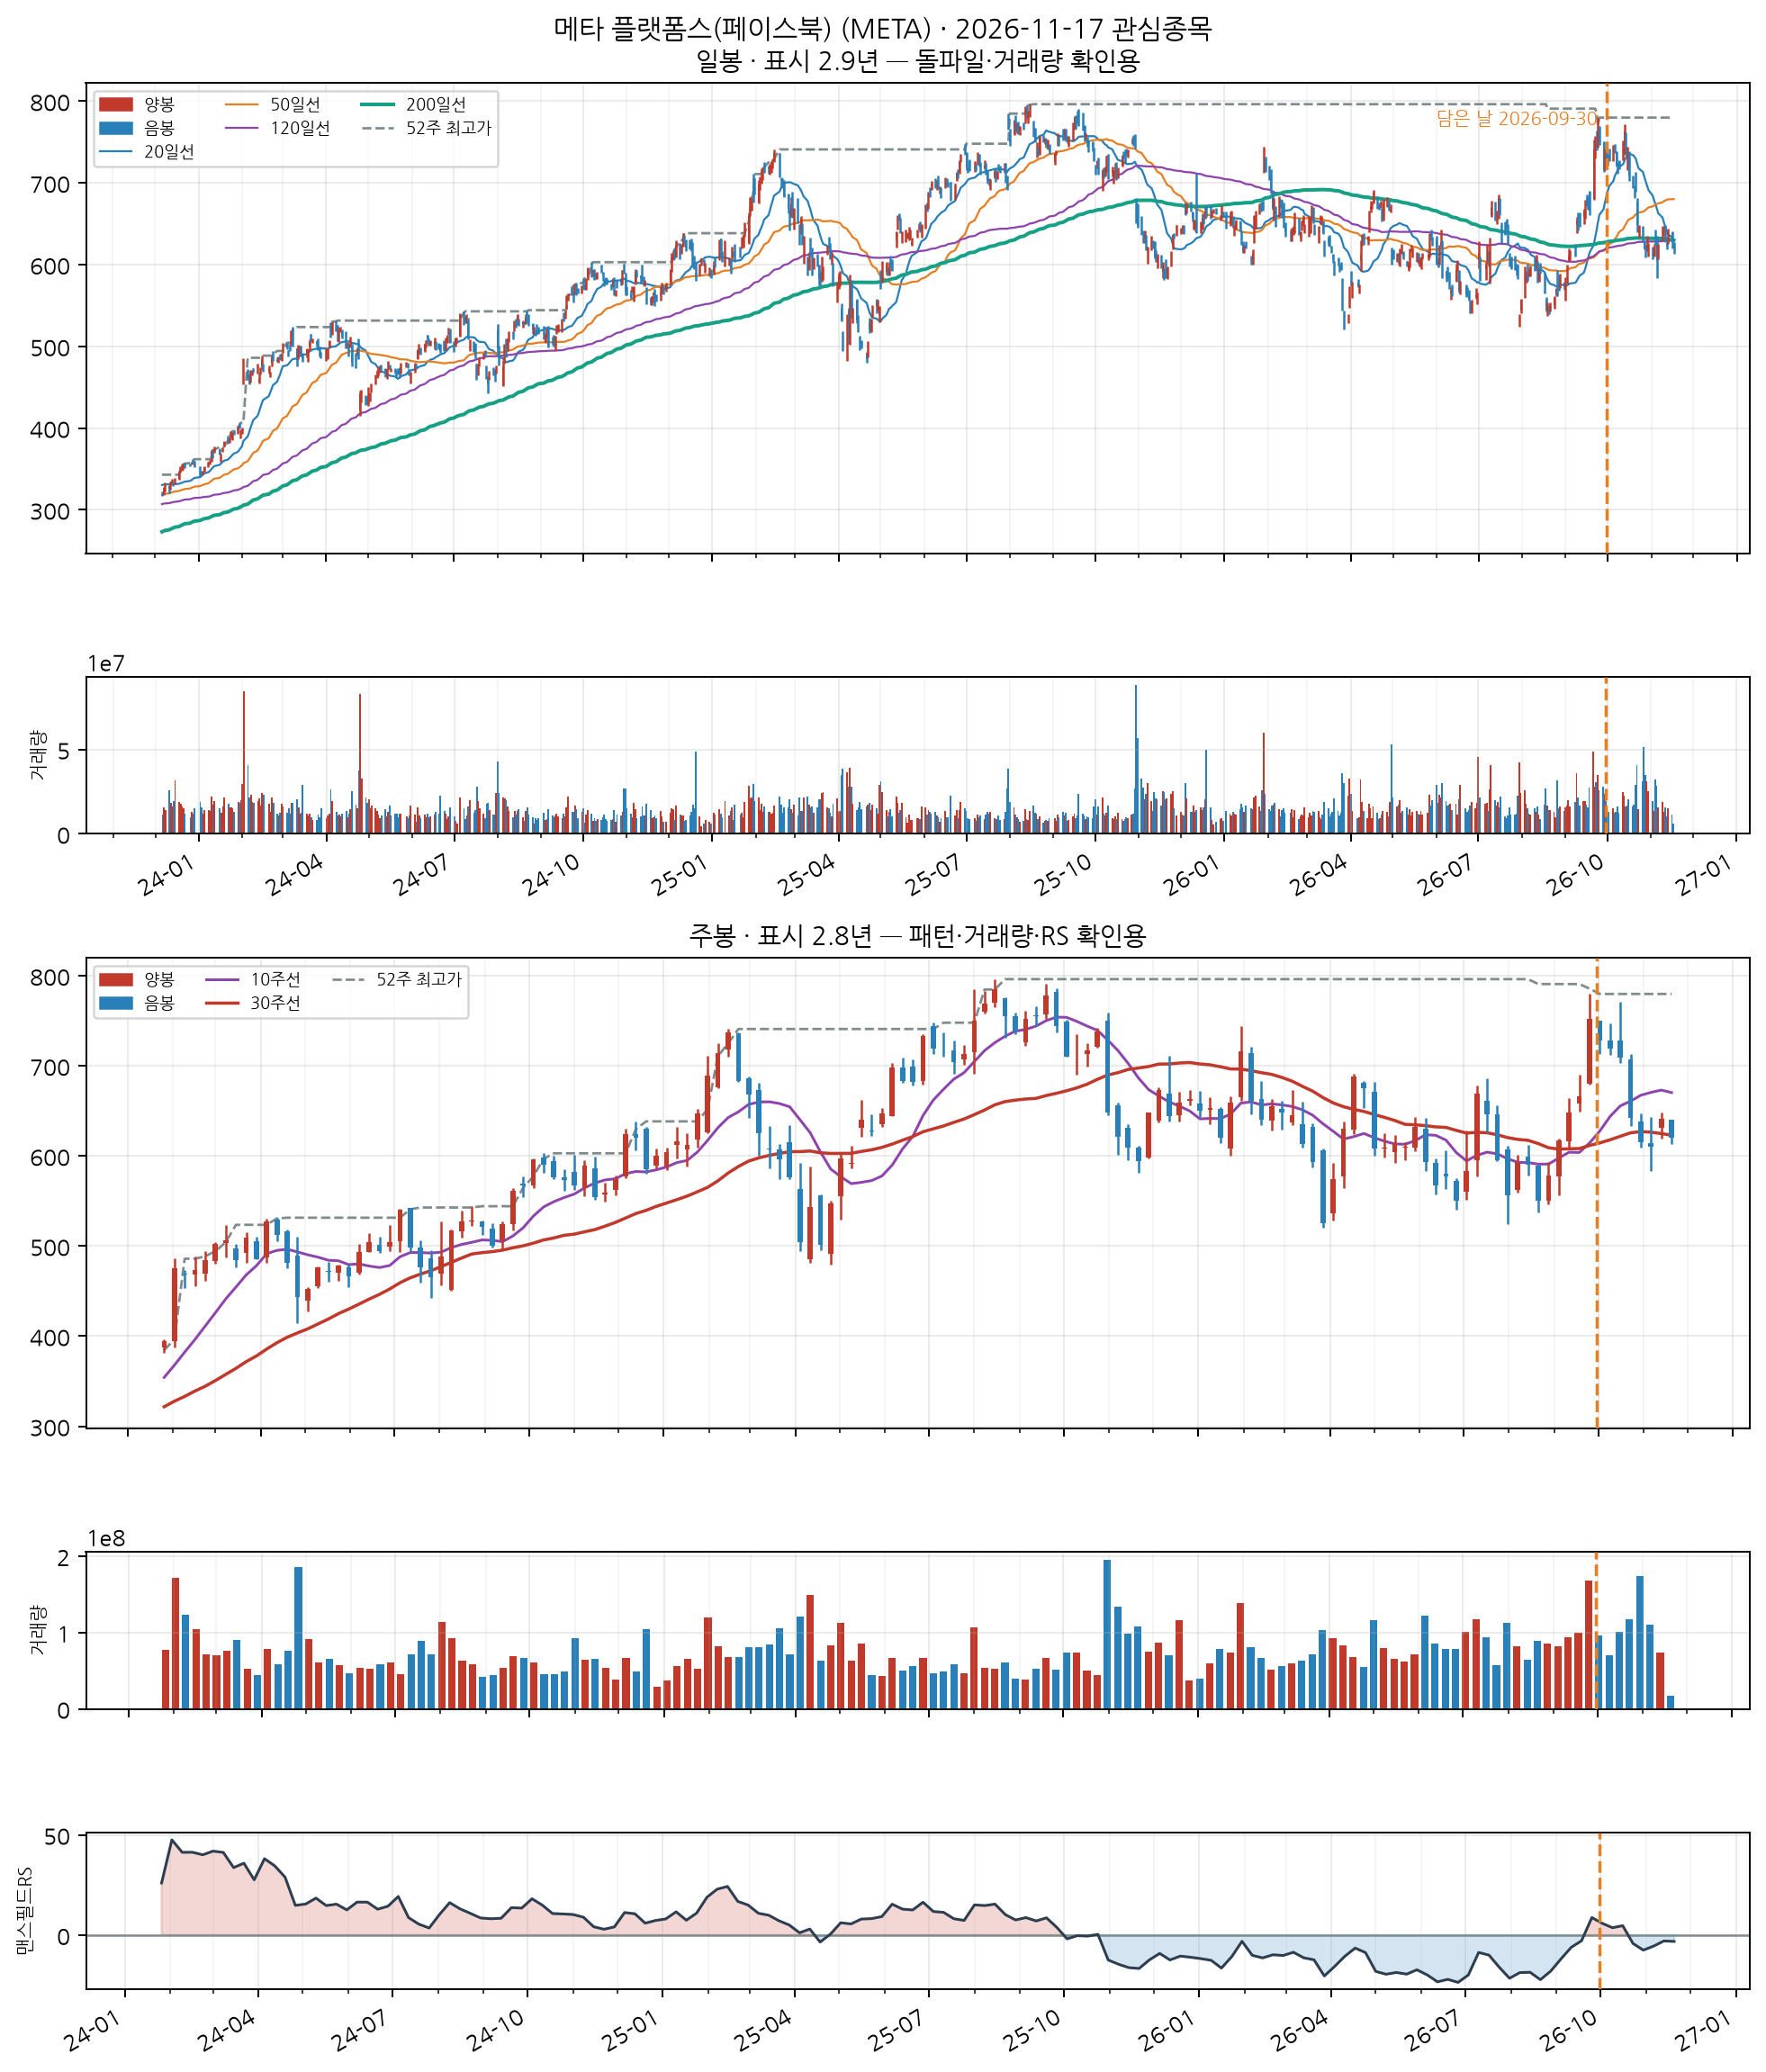 메타 플랫폼스(페이스북) (META) · 2026-11-17 관심종목
일봉 · 표시 2.9년 — 돌파일·거래량 확인용
양봉 50일선 200일선
음봉 120일선 52주 최고가
20일선
담은 날 2026-09-30
800
700
600
500
400
300
1e7
거래량
5
0
24-01 24-04 24-07 24-10 25-01 25-04 25-07 25-10 26-01 26-04 26-07 26-10 27-01
주봉 · 표시 2.8년 — 패턴·거래량·RS 확인용
양봉 10주선 52주 최고가
음봉 30주선
800
700
600
500
400
300
1e8
거래량
2
1
0
맨스필드RS
50
0
24-01 24-04 24-07 24-10 25-01 25-04 25-07 25-10 26-01 26-04 26-07 26-10 27-01